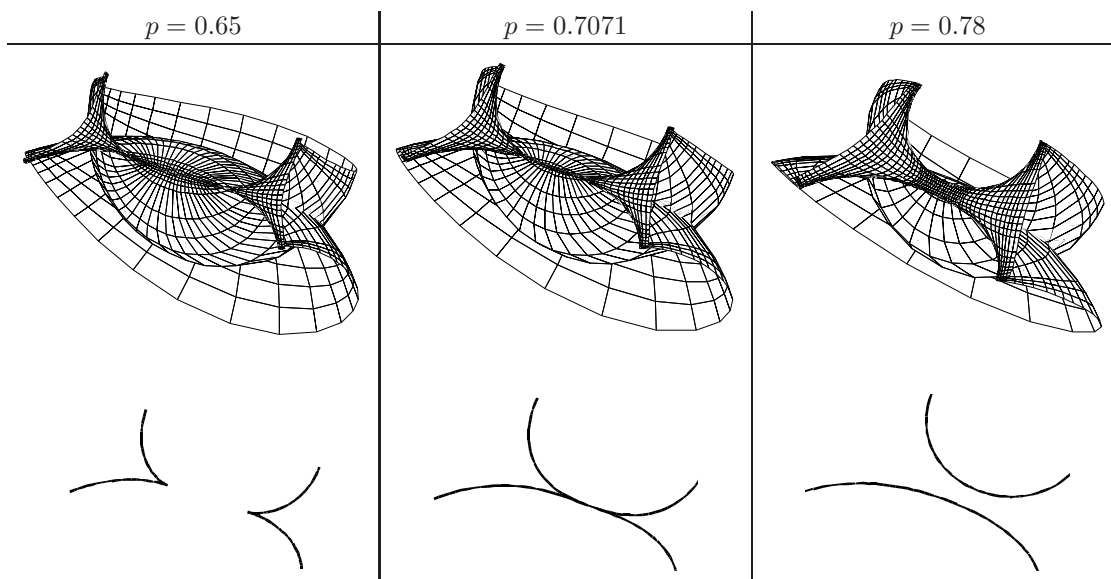 p = 0.65
p = 0.7071
p = 0.78